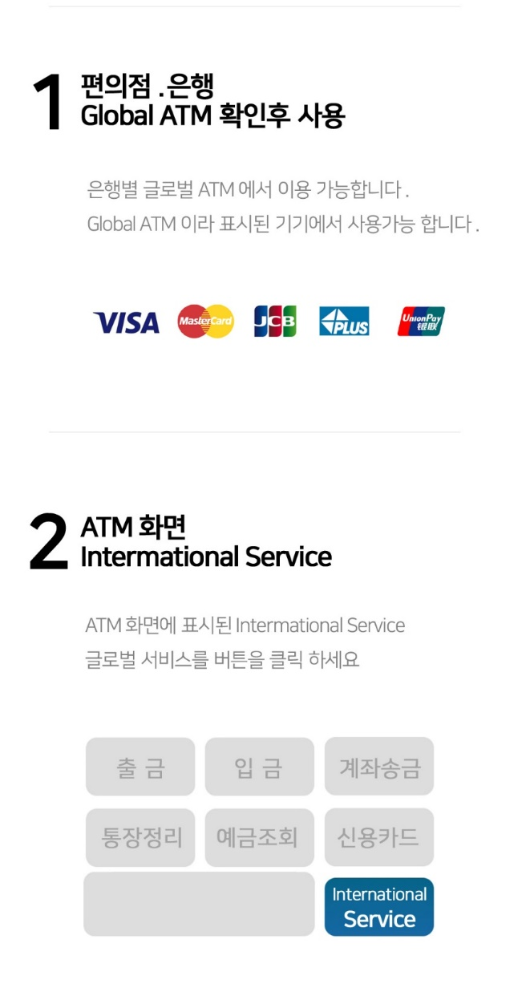 1
편의점 .은행
Global ATM 확인후 사용
은행별 글로벌 ATM 에서 이용 가능합니다 .
Global ATM 이라 표시된 기기에서 사용가능 합니다 .
VISA MasterCard JCB PLUS UnionPay 银联
2
ATM 화면
Intermational Service
ATM 화면에 표시된 Intermational Service
글로벌 서비스를 버튼을 클릭 하세요
출 금 입 금 계좌송금
통장정리 예금조회 신용카드
International
Service